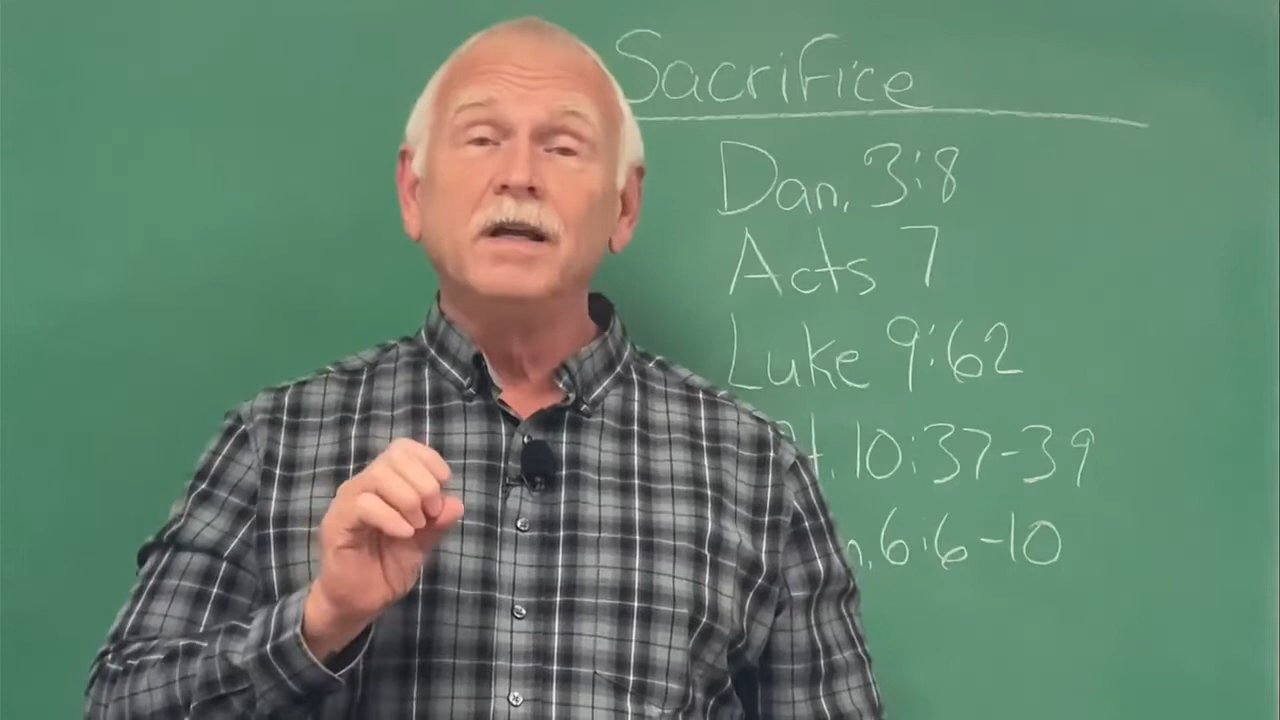 Sacrifice
Dan. 3:8
Acts 7
Luke 9:62
10:37-39
6:6-10